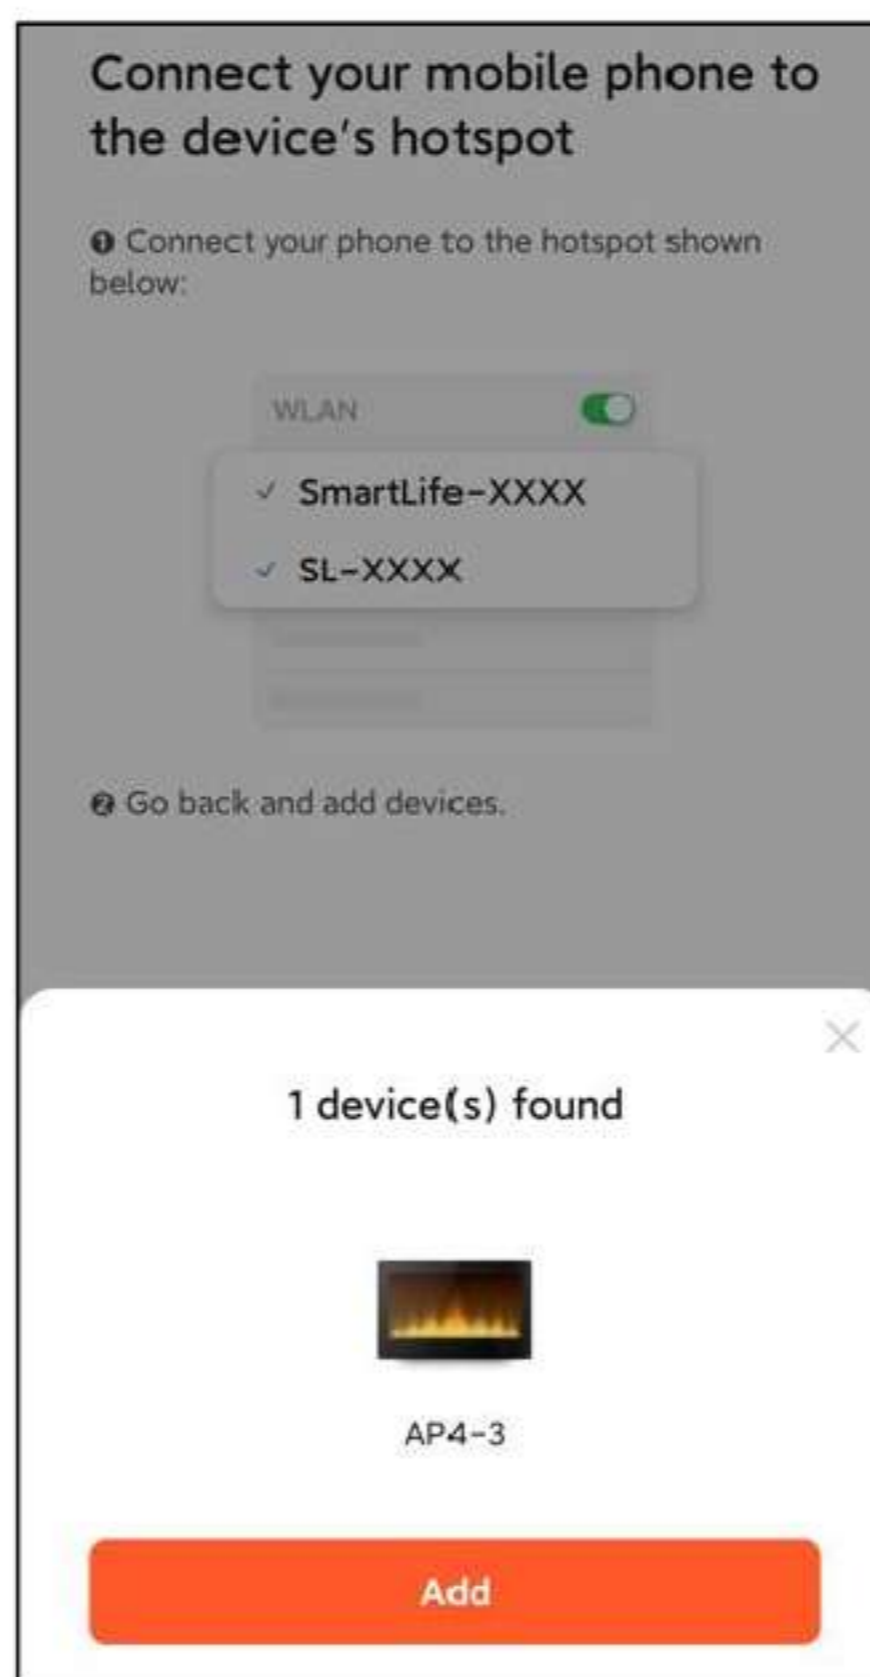 Connect your mobile phone to
the device's hotspot
❶ Connect your phone to the hotspot shown
below:
WLAN
SmartLife-XXXX
SL-XXXX
❷ Go back and add devices.
1 device(s) found
AP4-3
Add